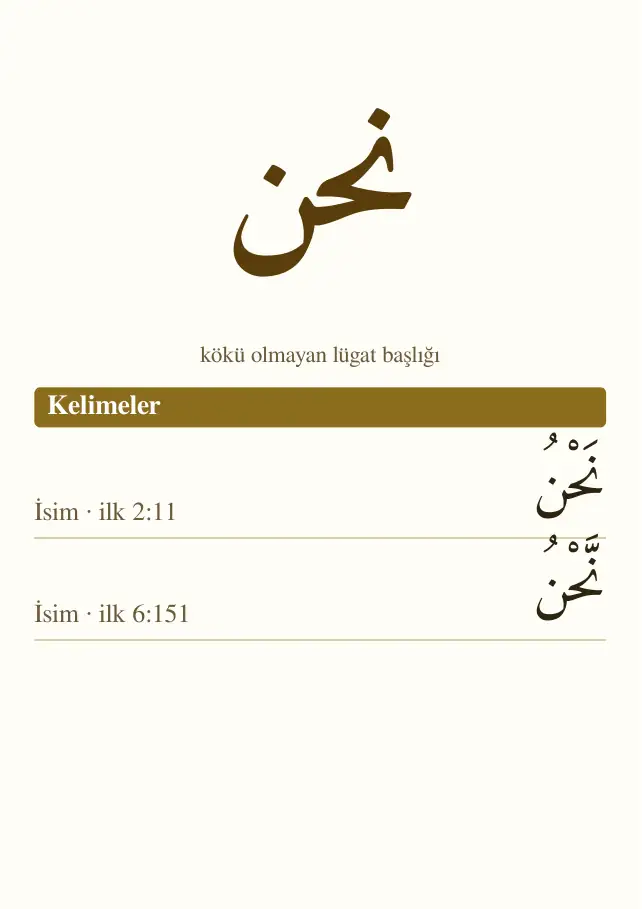 نحن
kökü olmayan lügat başlığı
Kelimeler
نَحْنُ
İsim · ilk 2:11
نَّحْنُ
İsim · ilk 6:151